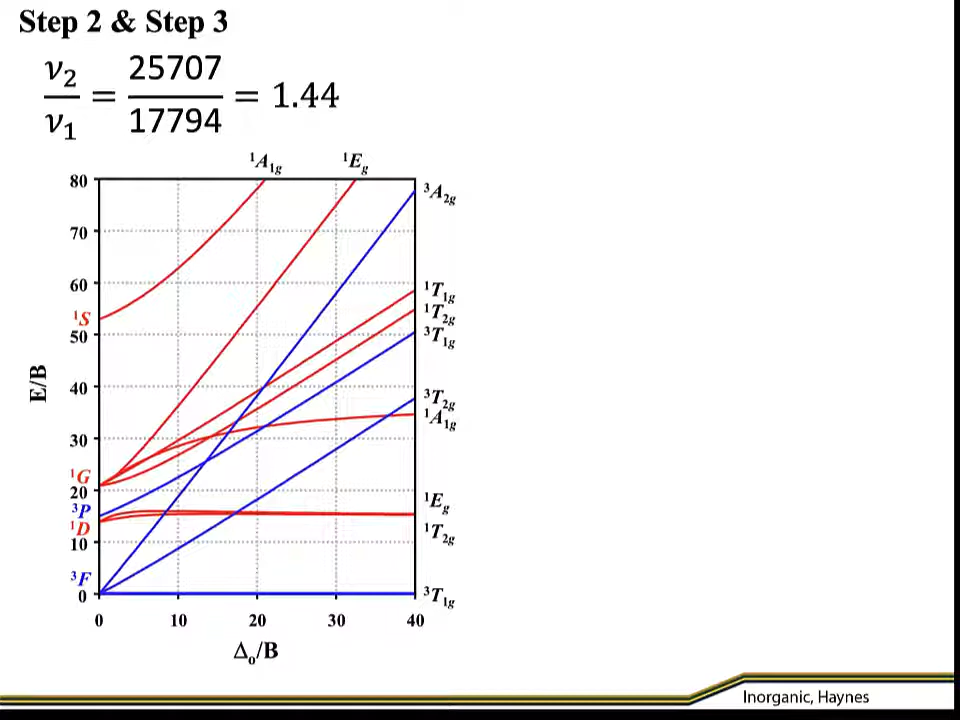 Step 2 & Step 3
ν₂/ν₁ = 25707/17794 = 1.44
¹A₁g ¹Eg
80
³A₂g
70
60
¹T₁g
¹T₂g
¹S
50
³T₁g
E/B
40
³T₂g
¹A₁g
30
¹G
20
¹Eg
³P
¹D
¹T₂g
10
³F
0
³T₁g
0 10 20 30 40
Δₒ/B
Inorganic, Haynes